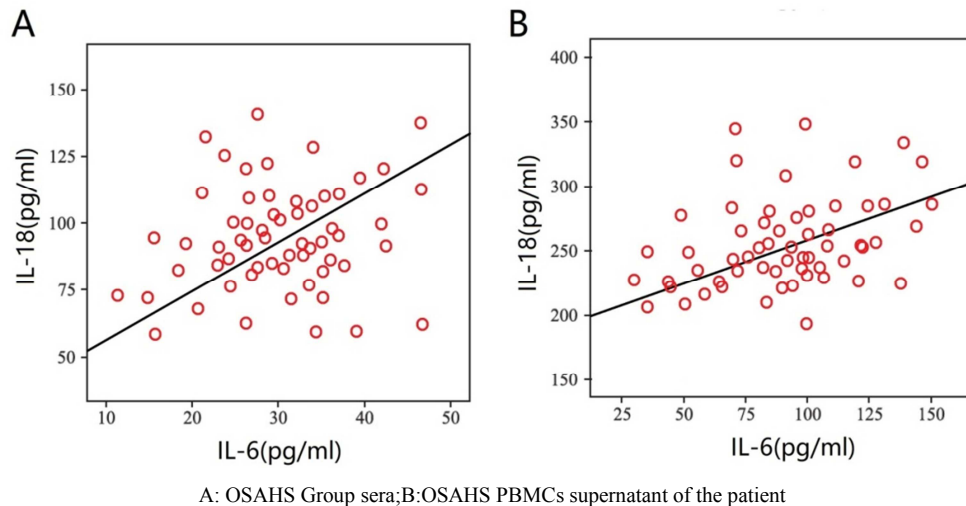 A
B
IL-18(pg/ml)
150
125
100
75
50
10 20 30 40 50
IL-6(pg/ml)
IL-18(pg/ml)
400
350
300
250
200
150
25 50 75 100 125 150
IL-6(pg/ml)
A: OSAHS Group sera;B:OSAHS PBMCs supernatant of the patient